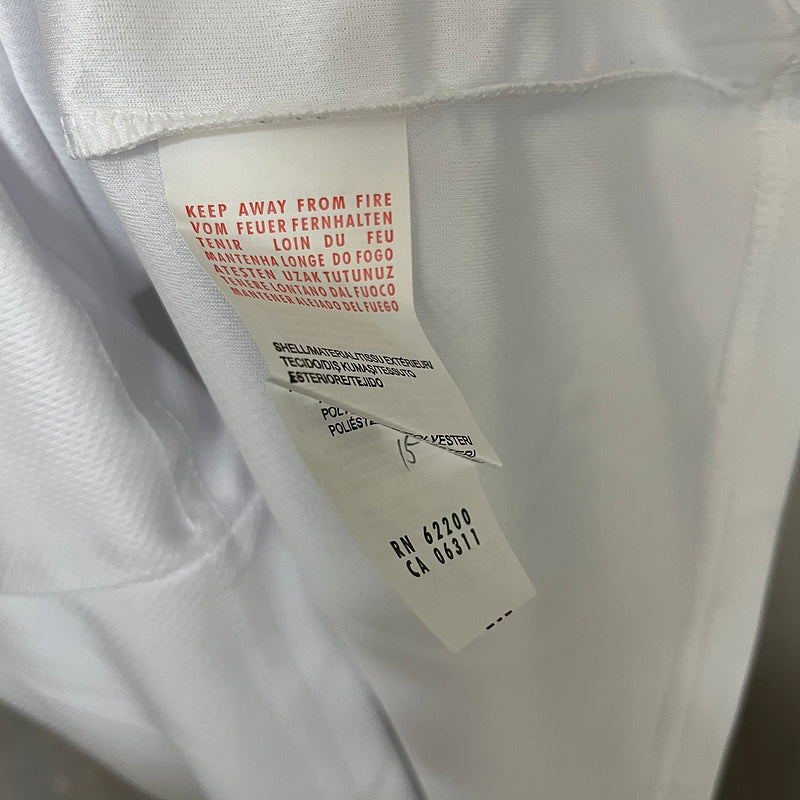 KEEP AWAY FROM FIRE
VOM FEUER FERNHALTEN
TENIR LOIN DU FEU
MANTENHA LONGE DO FOGO
ATEŞTEN UZAK TUTUNUZ
TENERE LONTANO DAL FUOCO
MANTENER ALEJADO DEL FUEGO
SHELL/MATERIAL/TISSU EXTÉRIEUR/
TECIDO/DIŞ KUMAŞ/TESSUTO
ESTERIORE/TEJIDO
15
RN 62200
CA 06311